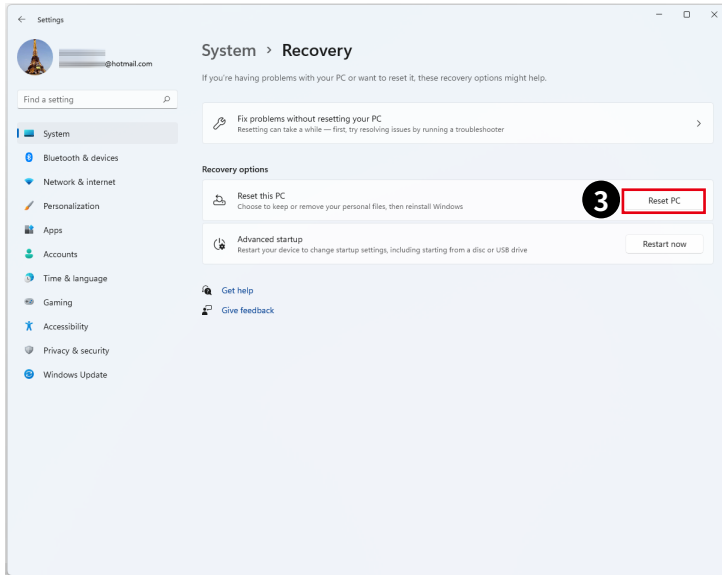 Settings
@hotmail.com
Find a setting
System
Bluetooth & devices
Network & internet
Personalization
Apps
Accounts
Time & language
Gaming
Accessibility
Privacy & security
Windows Update
System > Recovery
If you're having problems with your PC or want to reset it, these recovery options might help.
Fix problems without resetting your PC
Resetting can take a while — first, try resolving issues by running a troubleshooter
Recovery options
Reset this PC
Choose to keep or remove your personal files, then reinstall Windows
3 Reset PC
Advanced startup
Restart your device to change startup settings, including starting from a disc or USB drive
Restart now
Get help
Give feedback